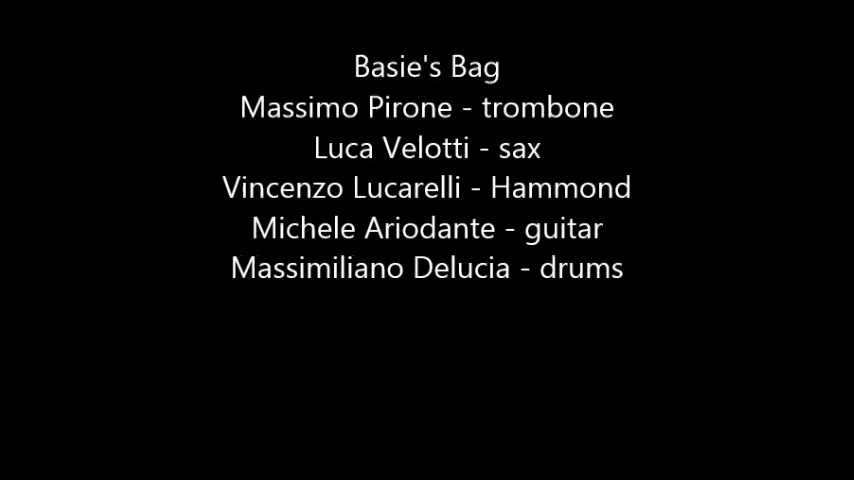 Basie's Bag
Massimo Pirone - trombone
Luca Velotti - sax
Vincenzo Lucarelli - Hammond
Michele Ariodante - guitar
Massimiliano Delucia - drums